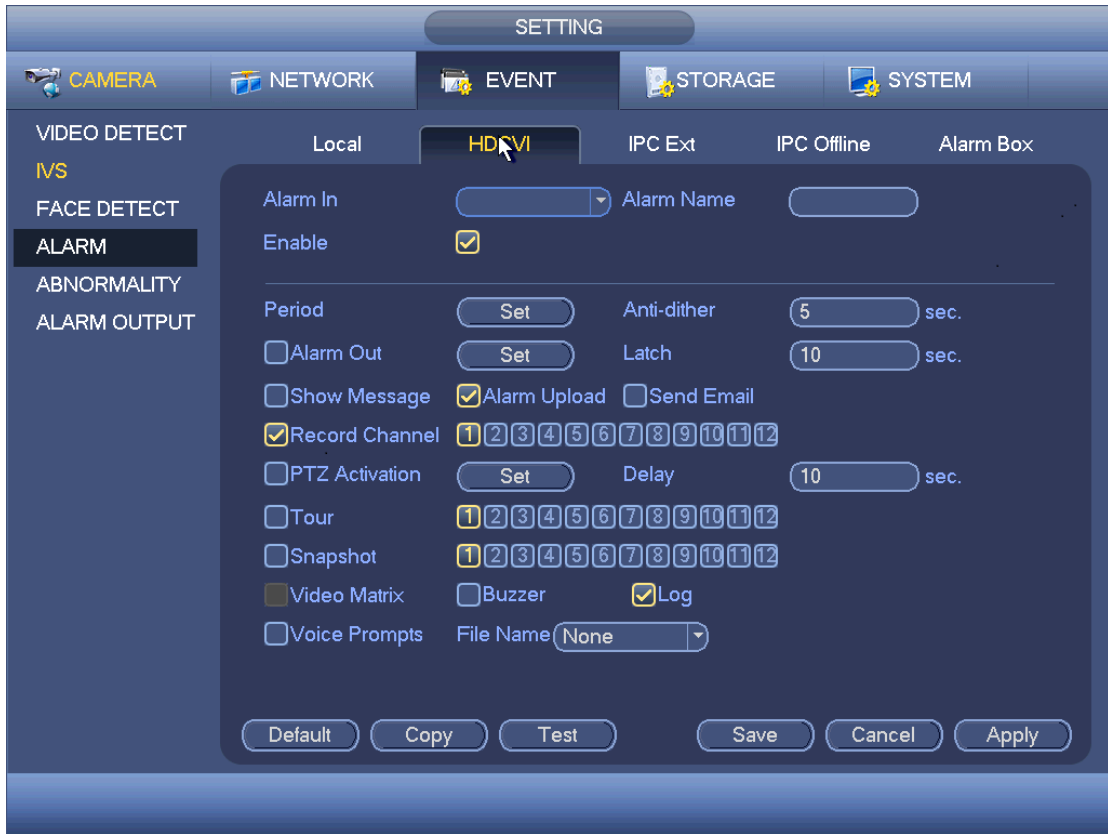 SETTING
CAMERA NETWORK EVENT STORAGE SYSTEM
VIDEO DETECT
IVS
FACE DETECT
ALARM
ABNORMALITY
ALARM OUTPUT
Local HDCVI IPC Ext IPC Offline Alarm Box
Alarm In Alarm Name
Enable
Period Set Anti-dither 5 sec.
Alarm Out Set Latch 10 sec.
Show Message Alarm Upload Send Email
Record Channel 1 2 3 4 5 6 7 8 9 10 11 12
PTZ Activation Set Delay 10 sec.
Tour 1 2 3 4 5 6 7 8 9 10 11 12
Snapshot 1 2 3 4 5 6 7 8 9 10 11 12
Video Matrix Buzzer Log
Voice Prompts File Name None
Default Copy Test Save Cancel Apply